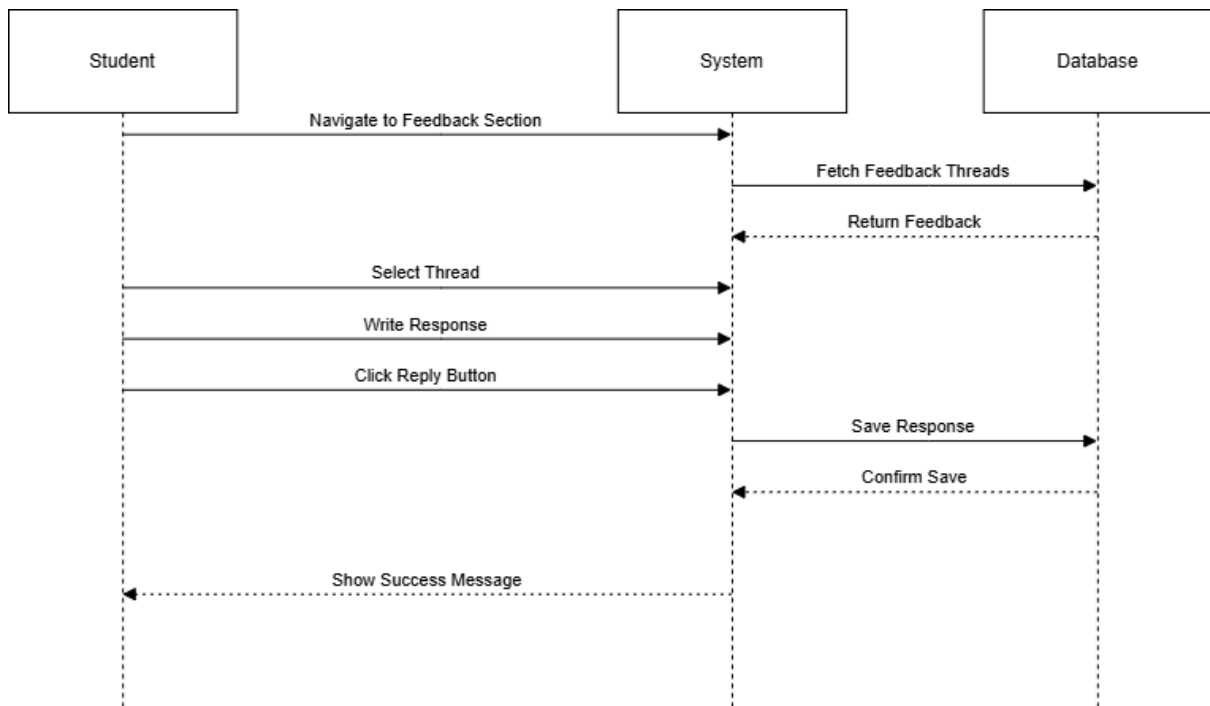 Student
System
Database
Navigate to Feedback Section
Fetch Feedback Threads
Return Feedback
Select Thread
Write Response
Click Reply Button
Save Response
Confirm Save
Show Success Message